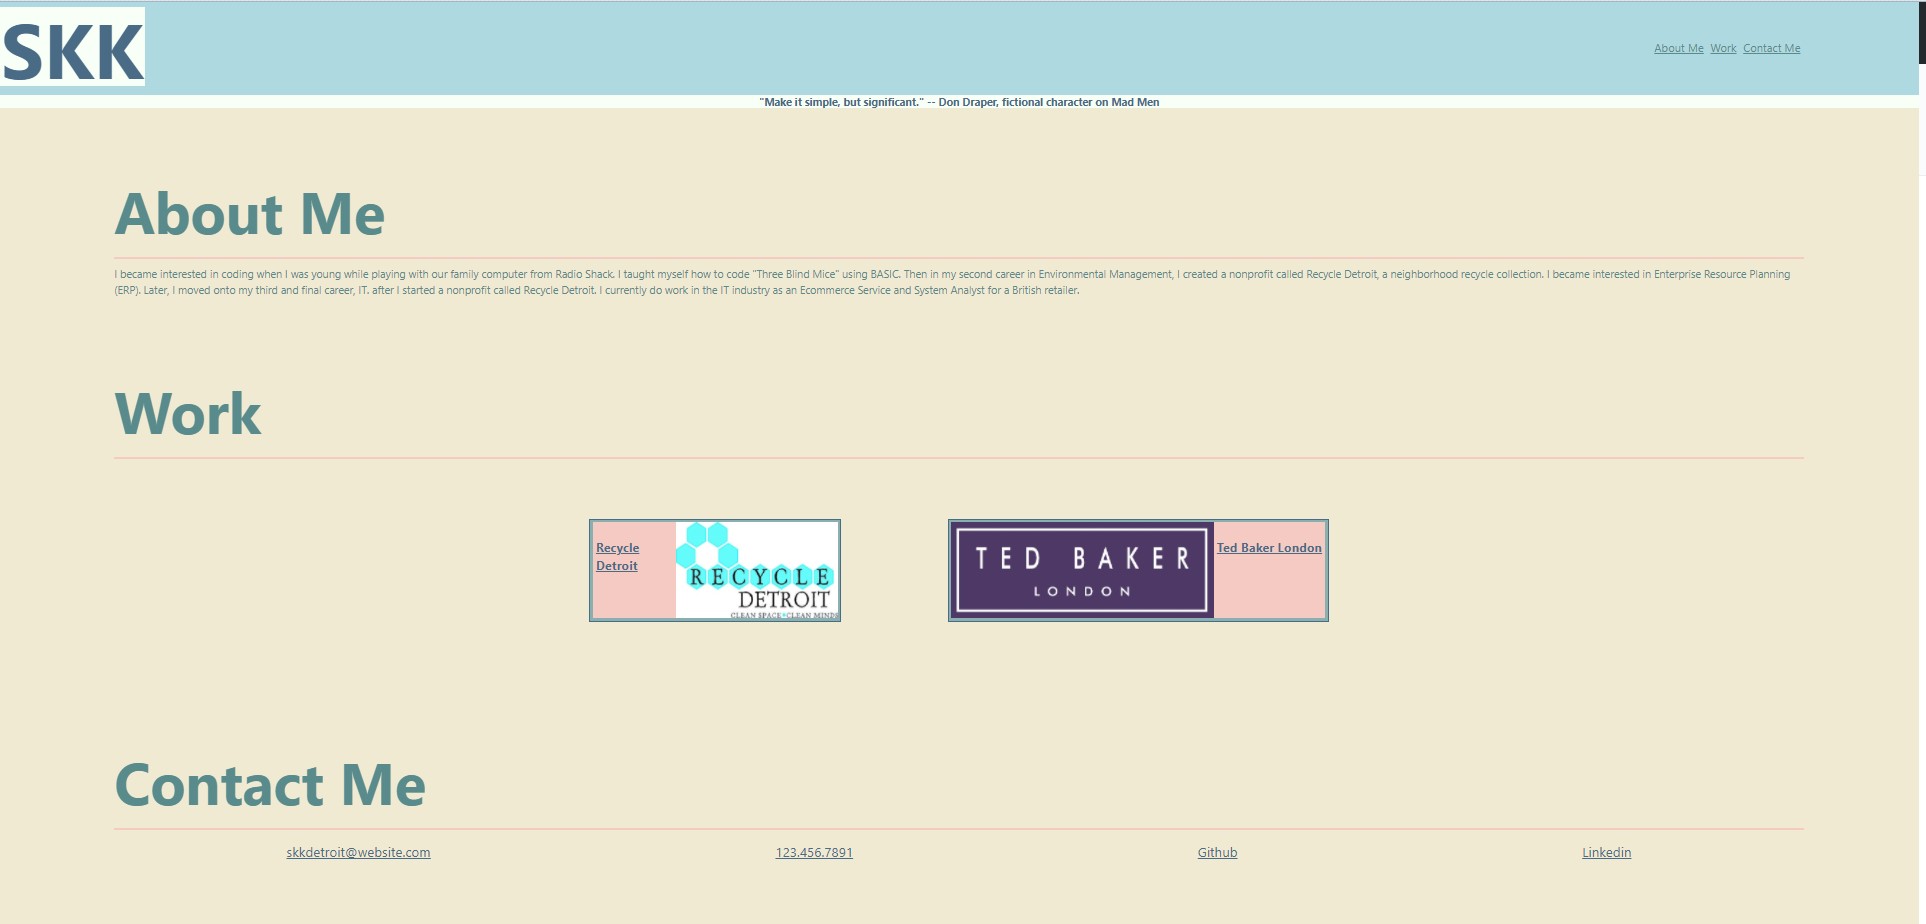 SKK
About Me Work Contact Me
"Make it simple, but significant." -- Don Draper, fictional character on Mad Men
About Me
I became interested in coding when I was young while playing with our family computer from Radio Shack. I taught myself how to code "Three Blind Mice" using BASIC. Then in my second career in Environmental Management, I created a nonprofit called Recycle Detroit, a neighborhood recycle collection. I became interested in Enterprise Resource Planning
(ERP). Later, I moved onto my third and final career, IT. after I started a nonprofit called Recycle Detroit. I currently do work in the IT industry as an Ecommerce Service and System Analyst for a British retailer.
Work
Recycle
Detroit
RECYCLE
DETROIT
CLEAN SPACE*CLEAN MINDS
TED BAKER
LONDON
Ted Baker London
Contact Me
skkdetroit@website.com 123.456.7891 Github Linkedin